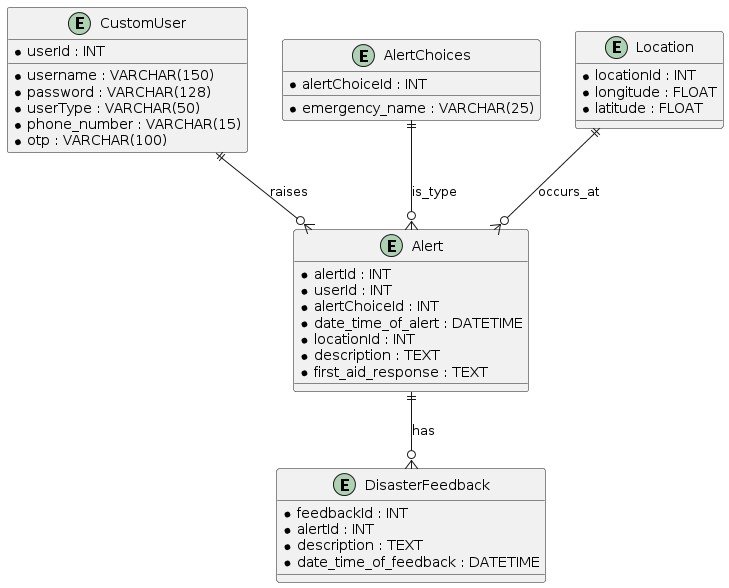 E CustomUser
userId : INT
username : VARCHAR(150)
password : VARCHAR(128)
userType : VARCHAR(50)
phone_number : VARCHAR(15)
otp : VARCHAR(100)
E AlertChoices
alertChoiceId : INT
emergency_name : VARCHAR(25)
E Location
locationId : INT
longitude : FLOAT
latitude : FLOAT
raises
is_type
occurs_at
E Alert
alertId : INT
userId : INT
alertChoiceId : INT
date_time_of_alert : DATETIME
locationId : INT
description : TEXT
first_aid_response : TEXT
has
E DisasterFeedback
feedbackId : INT
alertId : INT
description : TEXT
date_time_of_feedback : DATETIME